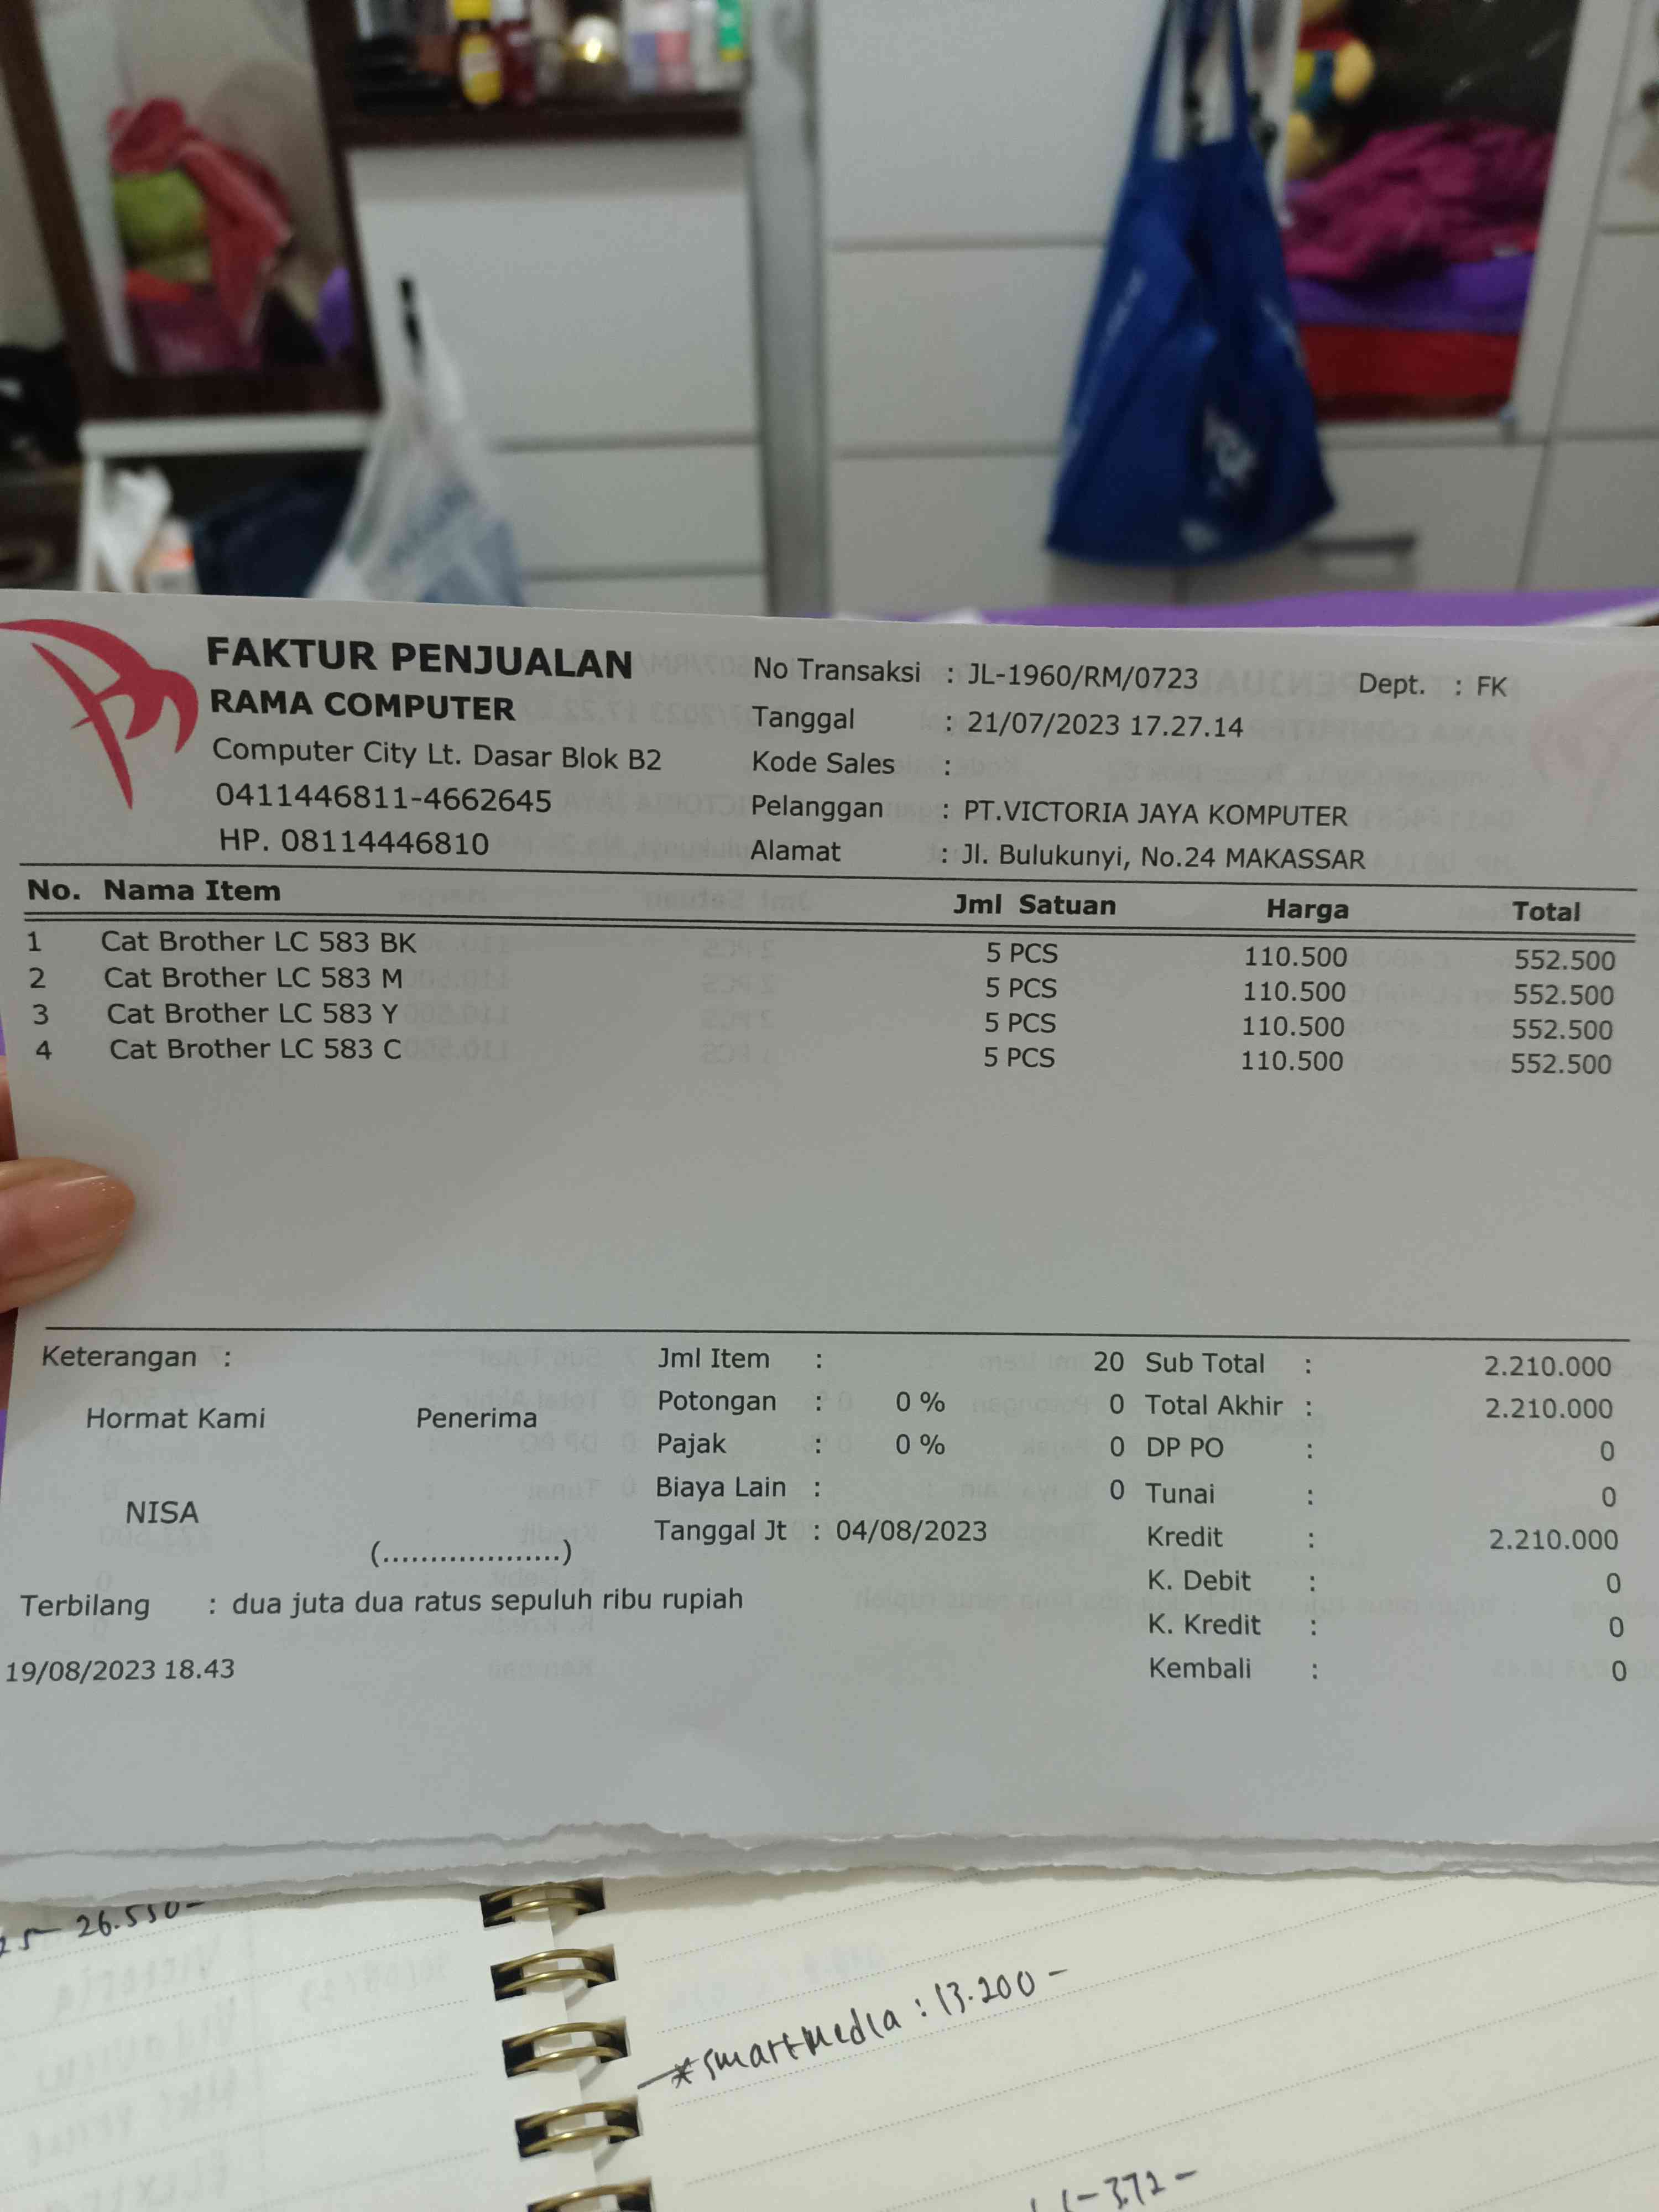 FAKTUR PENJUALAN
RAMA COMPUTER
Computer City Lt. Dasar Blok B2
0411446811-4662645
HP. 08114446810
No Transaksi : JL-1960/RM/0723
Dept. : FK
Tanggal : 21/07/2023 17.27.14
Kode Sales :
Pelanggan : PT.VICTORIA JAYA KOMPUTER
Alamat : Jl. Bulukunyi, No.24 MAKASSAR
No. Nama Item Jml Satuan Harga Total
1 Cat Brother LC 583 BK 5 PCS 110.500 552.500
2 Cat Brother LC 583 M 5 PCS 110.500 552.500
3 Cat Brother LC 583 Y 5 PCS 110.500 552.500
4 Cat Brother LC 583 C 5 PCS 110.500 552.500
Keterangan :
Hormat Kami Penerima
NISA
(...................)
Jml Item : 20
Potongan : 0 % 0
Pajak : 0 % 0
Biaya Lain : 0
Tanggal Jt : 04/08/2023
Sub Total : 2.210.000
Total Akhir : 2.210.000
DP PO : 0
Tunai : 0
Kredit : 2.210.000
K. Debit : 0
K. Kredit : 0
Kembali : 0
Terbilang : dua juta dua ratus sepuluh ribu rupiah
19/08/2023 18.43
26.550-
* smartmedia : 13.200 -